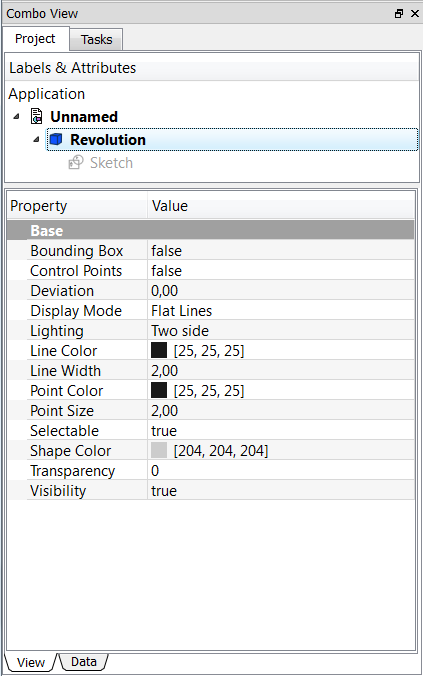 Combo View
Project Tasks
Labels & Attributes
Application
Unnamed
Revolution
Sketch
Property Value
Base
Bounding Box false
Control Points false
Deviation 0,00
Display Mode Flat Lines
Lighting Two side
Line Color [25, 25, 25]
Line Width 2,00
Point Color [25, 25, 25]
Point Size 2,00
Selectable true
Shape Color [204, 204, 204]
Transparency 0
Visibility true
View Data